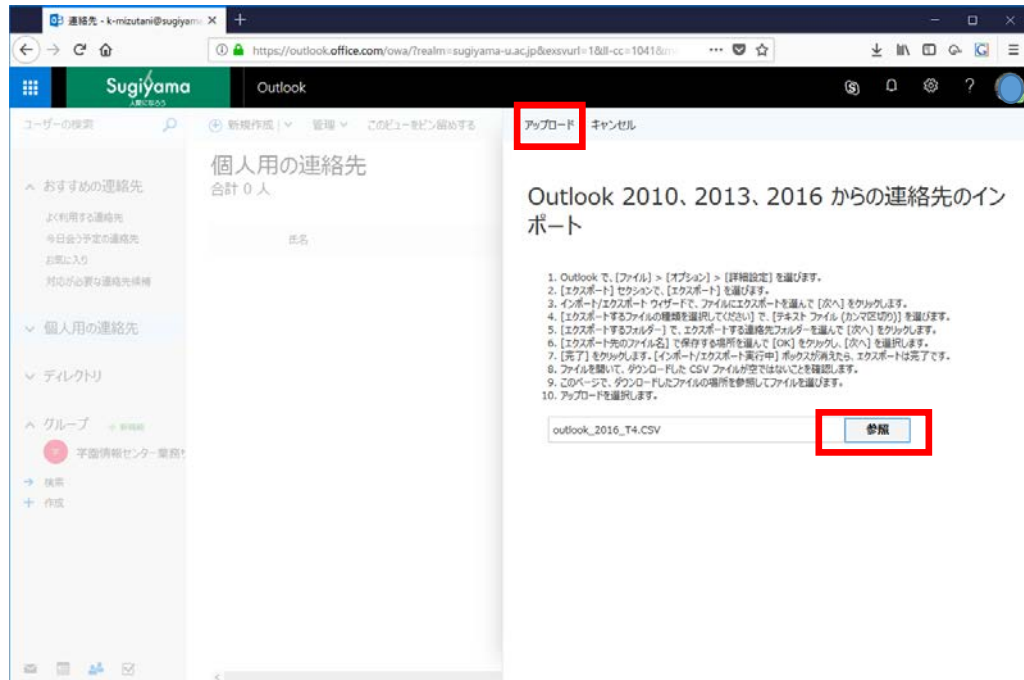 連絡先 - k-mizutani@sugiyam
https://outlook.office.com/owa/?realm=sugiyama-u.ac.jp&exsvurl=1&ll-cc=1041&
Sugiyama
人間になろう
Outlook
ユーザーの検索
新規作成
管理
このビューをピン留めする
アップロード
キャンセル
個人用の連絡先
合計 0 人
氏名
おすすめの連絡先
よく利用する連絡先
今日会う予定の連絡先
お気に入り
対応が必要な連絡先候補
個人用の連絡先
ディレクトリ
グループ
学園情報センター業務
検索
作成
Outlook 2010、2013、2016 からの連絡先のイン
ポート
1. Outlook で、[ファイル] > [オプション] > [詳細設定] を選びます。
2. [エクスポート] セクションで、[エクスポート] を選びます。
3. インポート/エクスポート ウィザードで、ファイルにエクスポートを選んで [次へ] をクリックします。
4. [エクスポートするファイルの種類を選択してください] で、[テキスト ファイル (カンマ区切り)] を選びます。
5. [エクスポートするフォルダー] で、エクスポートする連絡先フォルダーを選んで [次へ] をクリックします。
6. [エクスポート先のファイル名] で保存する場所を選んで [OK] をクリックし、[次へ] を選択します。
7. [完了] をクリックします。[インポート/エクスポート実行中] ボックスが消えたら、エクスポートは完了です。
8. ファイルを開いて、ダウンロードした CSV ファイルが空ではないことを確認します。
9. このページで、ダウンロードしたファイルの場所を参照してファイルを選びます。
10. アップロードを選択します。
outlook_2016_T4.CSV
参照